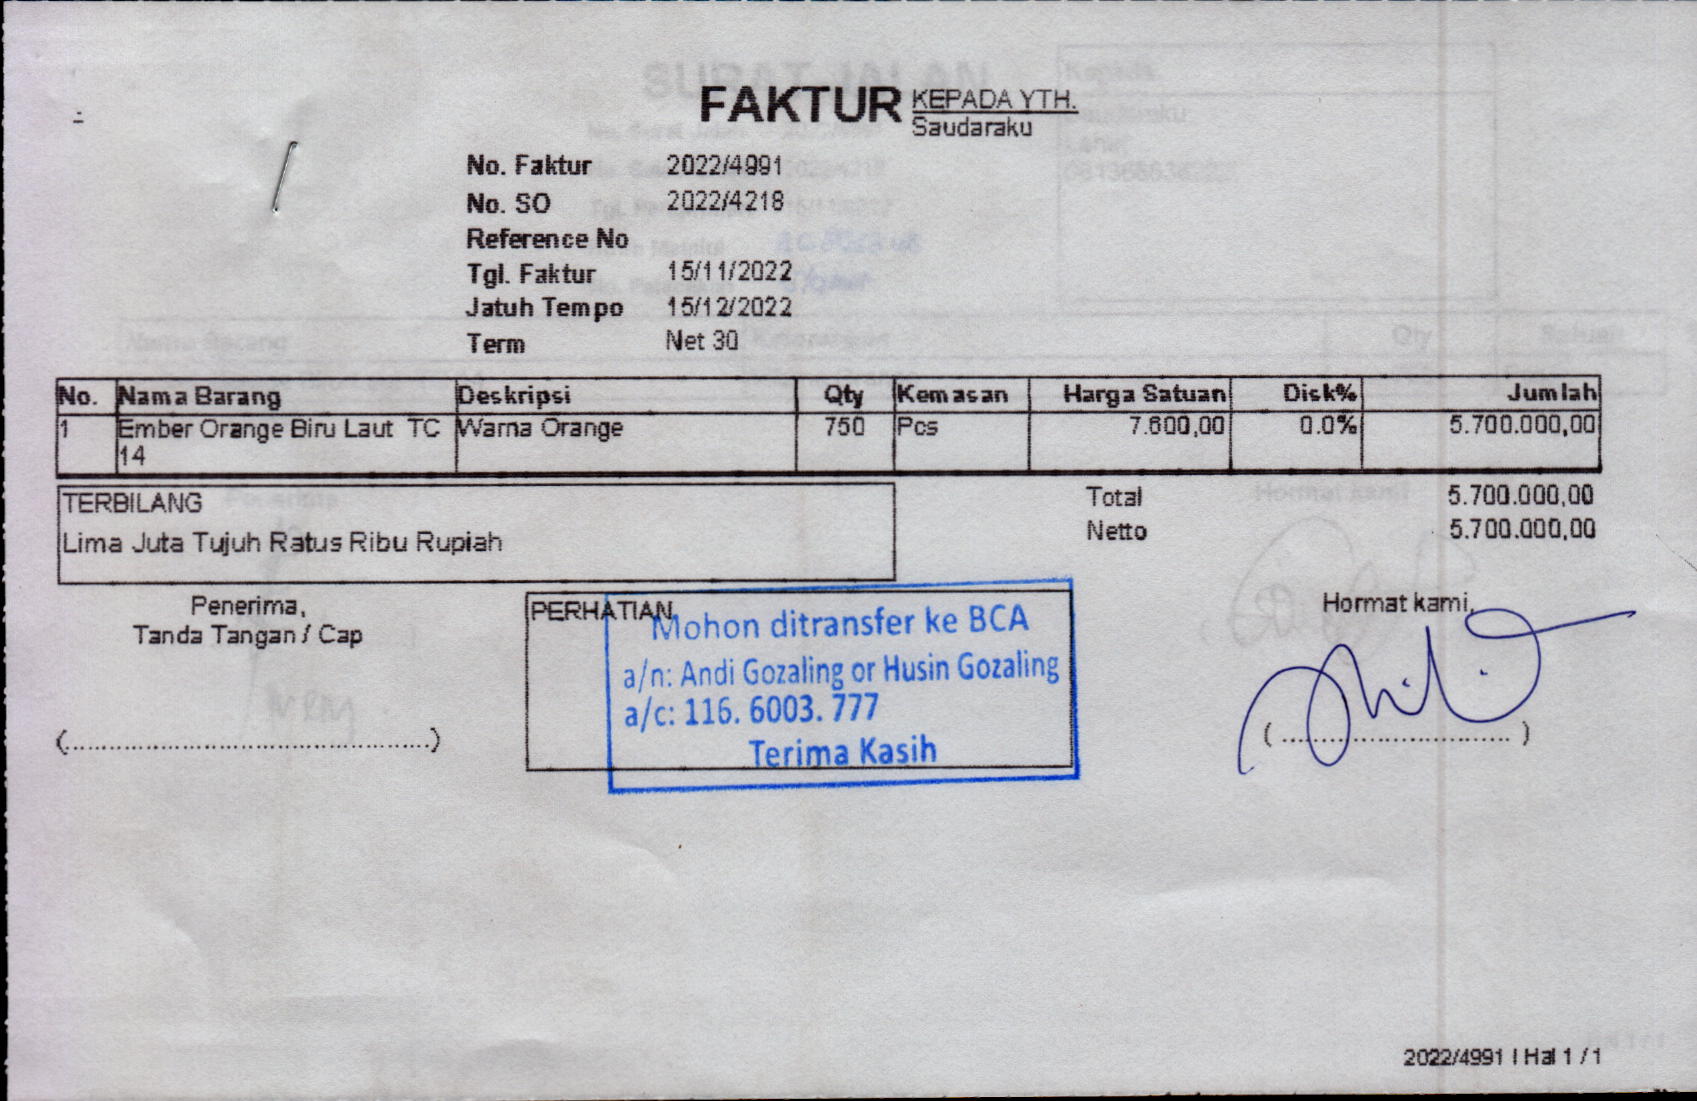 FAKTUR KEPADA YTH.
Saudaraku
No. Faktur 2022/4991
No. SO 2022/4218
Reference No
Tgl. Faktur 15/11/2022
Jatuh Tempo 15/12/2022
Term Net 30
No. Nama Barang Deskripsi Qty Kemasan Harga Satuan Disk% Jumlah
1 Ember Orange Biru Laut TC Warna Orange 750 Pcs 7.600,00 0.0% 5.700.000,00
14
TERBILANG
Lima Juta Tujuh Ratus Ribu Rupiah
Total 5.700.000,00
Netto 5.700.000,00
Penerima,
Tanda Tangan / Cap
(..............................................)
PERHATIAN
Mohon ditransfer ke BCA
a/n: Andi Gozaling or Husin Gozaling
a/c: 116. 6003. 777
Terima Kasih
Hormat kami,
( ................................ )
2022/4991 | Hal 1 / 1